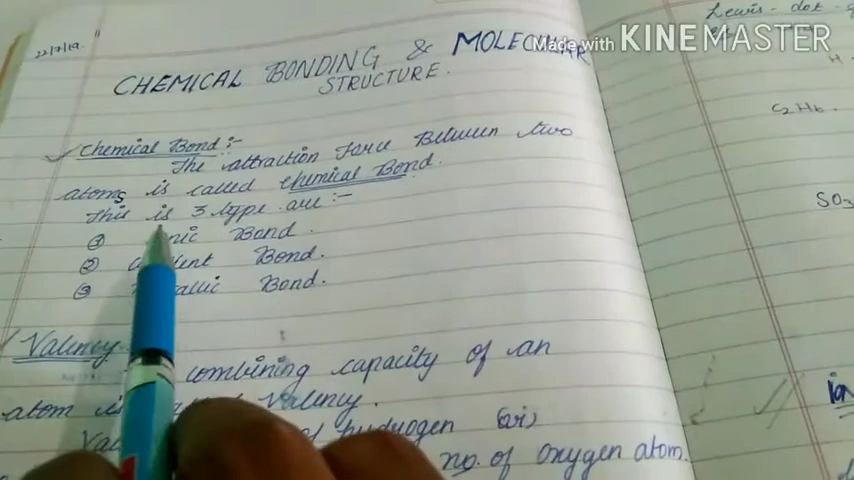 22/7/19.
CHEMICAL BONDING & MOLECULAR
STRUCTURE.
Chemical Bond :-
The attraction force Between two
atoms is called Chemical Bond.
This is 3 type are :-
① Bond.
② Bond.
③ Bond.
Valency
combining capacity of an
atom is Valency.
of hydrogen (or)
no. of oxygen atom.
Made with KINEMASTER
Lewis - dot -
H
C2H6.
SO3